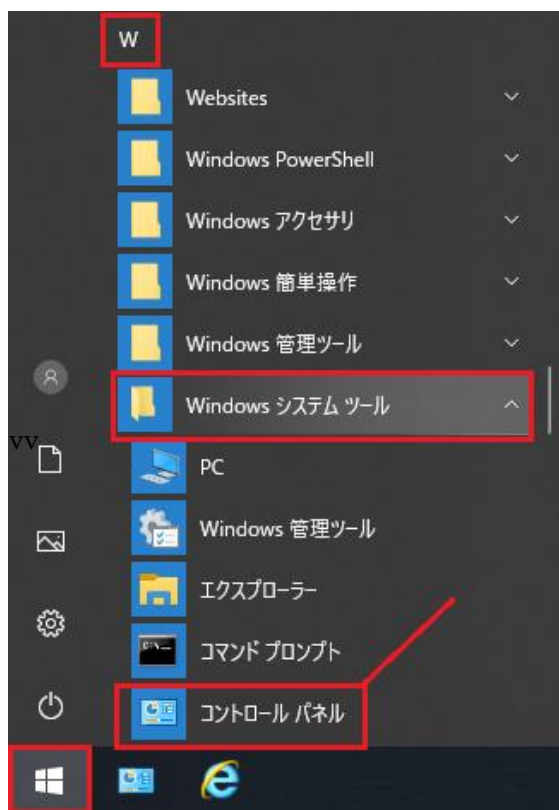 W
Websites
Windows PowerShell
Windows アクセサリ
Windows 簡単操作
Windows 管理ツール
Windows システム ツール
vv
PC
Windows 管理ツール
エクスプローラー
コマンド プロンプト
コントロール パネル